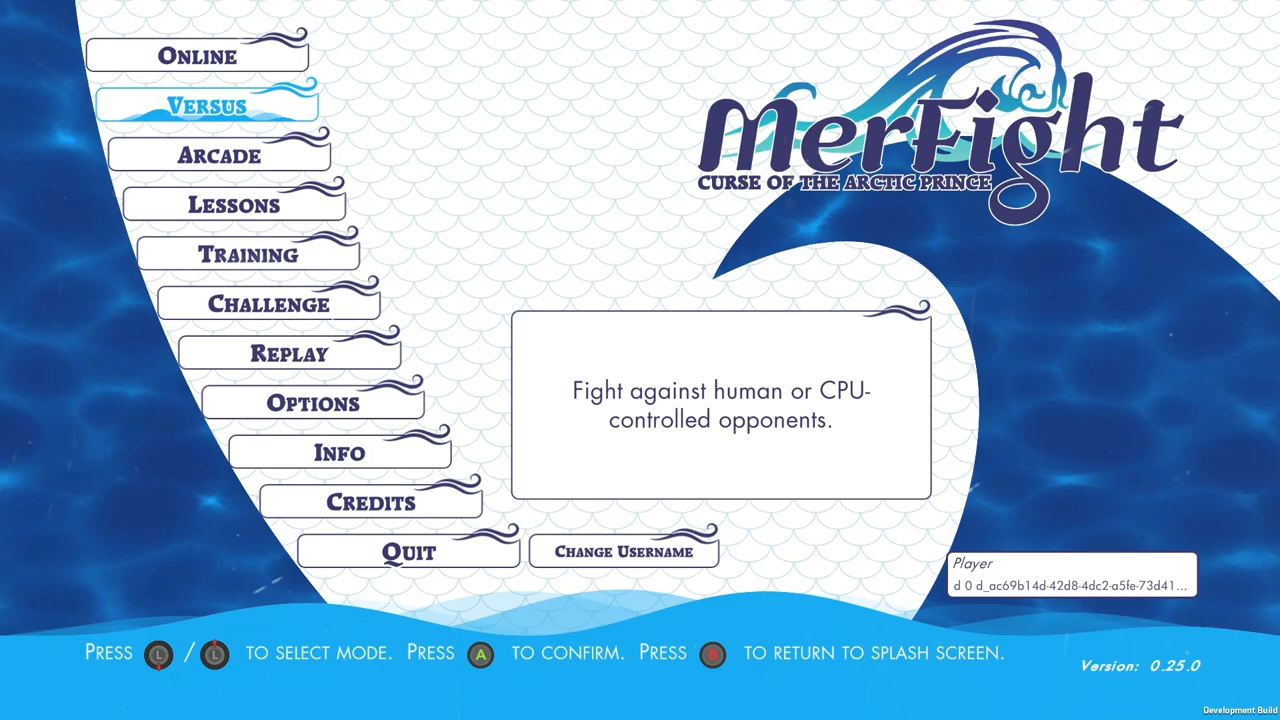 ONLINE
VERSUS
ARCADE
LESSONS
TRAINING
CHALLENGE
REPLAY
OPTIONS
INFO
CREDITS
QUIT
CHANGE USERNAME
MerFight
CURSE OF THE ARCTIC PRINCE
Fight against human or CPU-
controlled opponents.
Player
d 0 d_ac69b14d-42d8-4dc2-a5fe-73d41...
PRESS L / L TO SELECT MODE. PRESS A TO CONFIRM. PRESS B TO RETURN TO SPLASH SCREEN.
Version: 0.25.0
Development Build